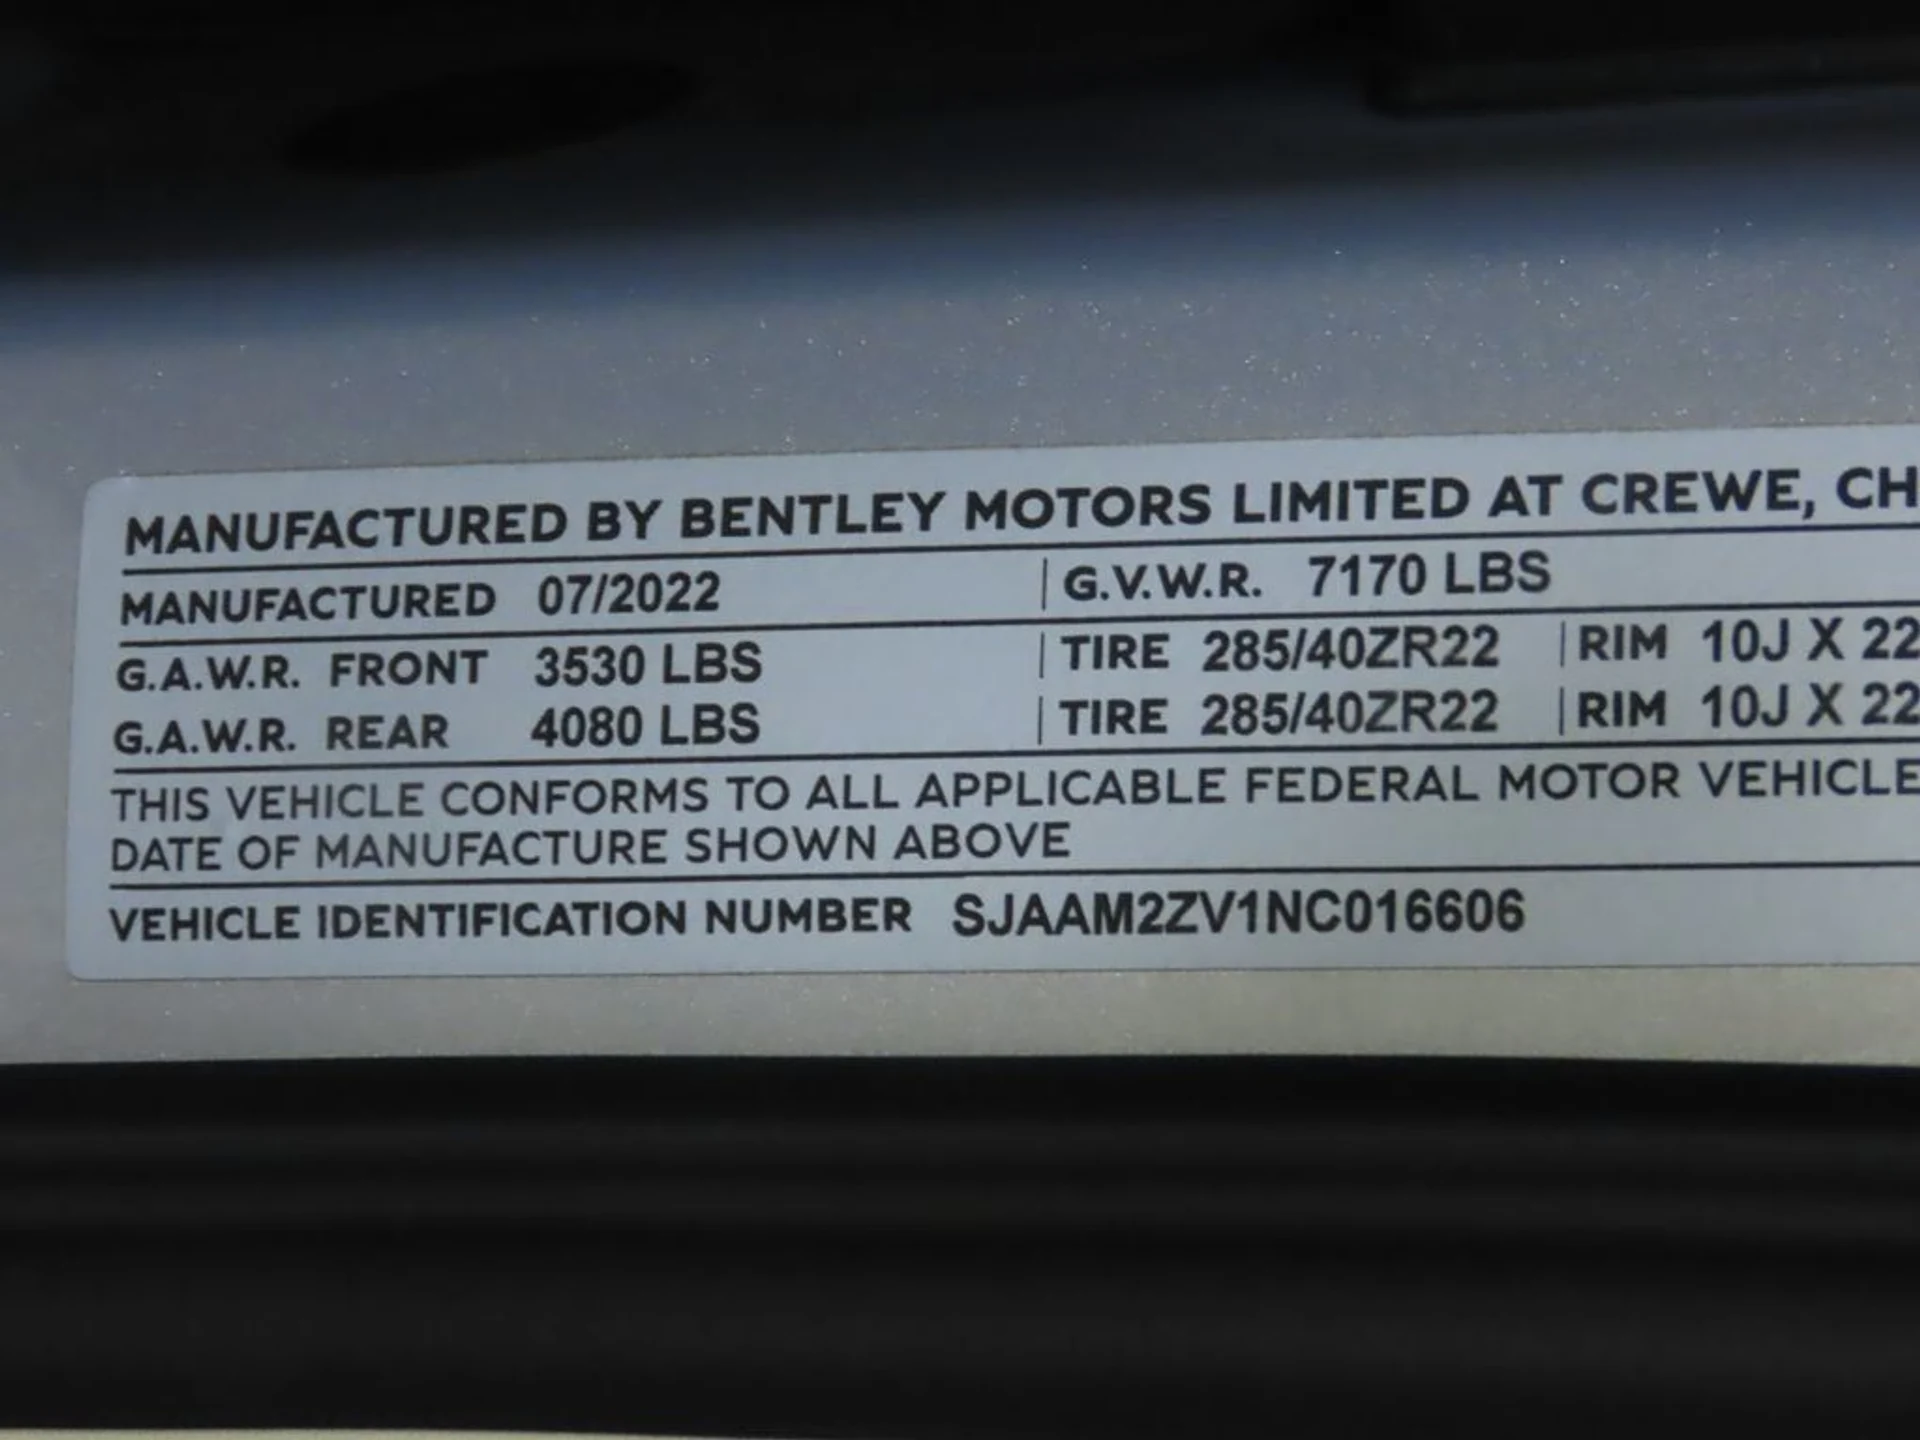 MANUFACTURED BY BENTLEY MOTORS LIMITED AT CREWE, CH
MANUFACTURED 07/2022 G.V.W.R. 7170 LBS
G.A.W.R. FRONT 3530 LBS TIRE 285/40ZR22 RIM 10J X 22
G.A.W.R. REAR 4080 LBS TIRE 285/40ZR22 RIM 10J X 22
THIS VEHICLE CONFORMS TO ALL APPLICABLE FEDERAL MOTOR VEHICLE
DATE OF MANUFACTURE SHOWN ABOVE
VEHICLE IDENTIFICATION NUMBER SJAAM2ZV1NC016606